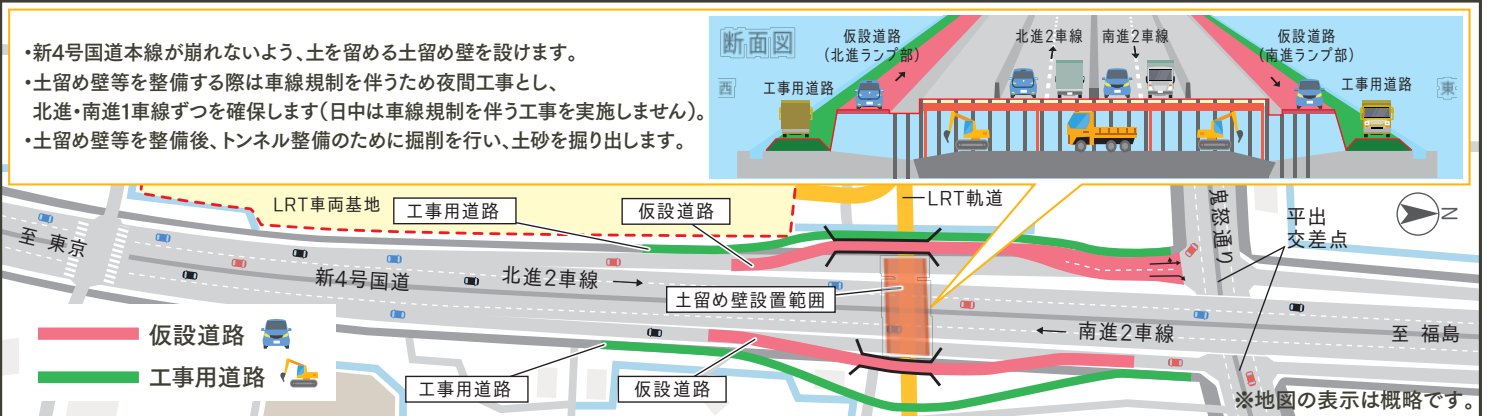 ・新4号国道本線が崩れないよう、土を留める土留め壁を設けます。
・土留め壁等を整備する際は車線規制を伴うため夜間工事とし、
北進・南進1車線ずつを確保します(日中は車線規制を伴う工事を実施しません)。
・土留め壁等を整備後、トンネル整備のために掘削を行い、土砂を掘り出します。
断面図
仮設道路
(北進ランプ部)
北進2車線
南進2車線
仮設道路
(南進ランプ部)
西
工事用道路
工事用道路
東
LRT車両基地
工事用道路
仮設道路
LRT軌道
鬼怒通り
平出
交差点
N
至 東京
新4号国道
北進2車線
土留め壁設置範囲
南進2車線
至 福島
仮設道路
工事用道路
工事用道路
仮設道路
※地図の表示は概略です。